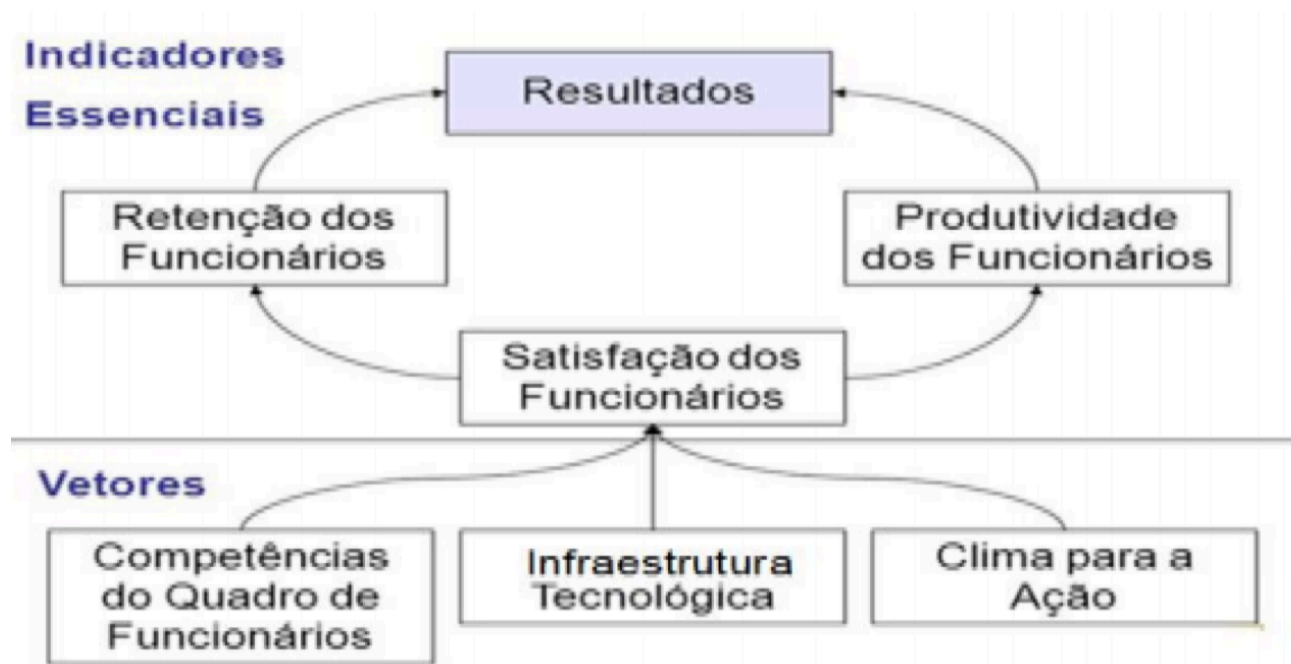 Indicadores
Essenciais
Resultados
Retenção dos
Funcionários
Produtividade
dos Funcionários
Satisfação dos
Funcionários
Vetores
Competências
do Quadro de
Funcionários
Infraestrutura
Tecnológica
Clima para a
Ação